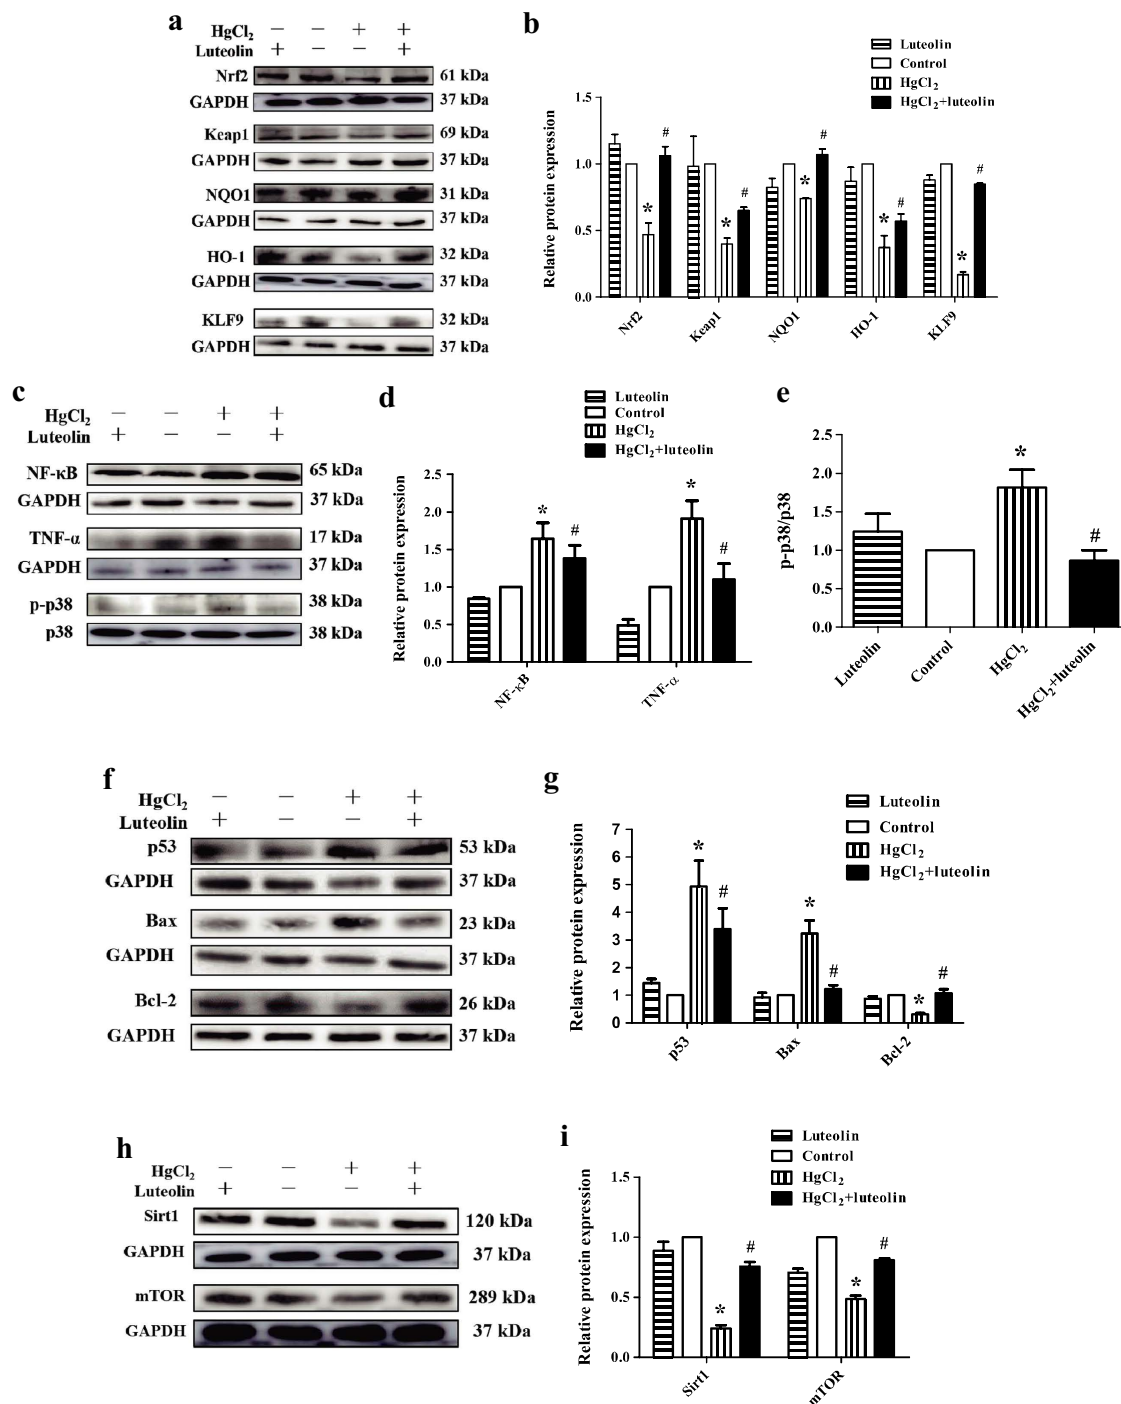 a
HgCl2 − − + +
Luteolin + − − +
Nrf2 61 kDa
GAPDH 37 kDa
Keap1 69 kDa
GAPDH 37 kDa
NQO1 31 kDa
GAPDH 37 kDa
HO-1 32 kDa
GAPDH 37 kDa
KLF9 32 kDa
GAPDH 37 kDa
b
Luteolin
Control
HgCl2
HgCl2+luteolin
Relative protein expression
1.5
1.0
0.5
0.0
* # * # * # * # * #
Nrf2 Keap1 NQO1 HO-1 KLF9
c
HgCl2 − − + +
Luteolin + − − +
NF-κB 65 kDa
GAPDH 37 kDa
TNF-α 17 kDa
GAPDH 37 kDa
p-p38 38 kDa
p38 38 kDa
d
Luteolin
Control
HgCl2
HgCl2+luteolin
Relative protein expression
2.5
2.0
1.5
1.0
0.5
0.0
* # * #
NF-κB TNF-α
e
p-p38/p38
2.5
2.0
1.5
1.0
0.5
0.0
* #
Luteolin Control HgCl2 HgCl2+luteolin
f
HgCl2 − − + +
Luteolin + − − +
p53 53 kDa
GAPDH 37 kDa
Bax 23 kDa
GAPDH 37 kDa
Bcl-2 26 kDa
GAPDH 37 kDa
g
Luteolin
Control
HgCl2
HgCl2+luteolin
Relative protein expression
7
6
5
4
3
2
1
0
* # * # * #
p53 Bax Bcl-2
h
HgCl2 − − + +
Luteolin + − − +
Sirt1 120 kDa
GAPDH 37 kDa
mTOR 289 kDa
GAPDH 37 kDa
i
Luteolin
Control
HgCl2
HgCl2+luteolin
Relative protein expression
1.5
1.0
0.5
0.0
* # * #
Sirt1 mTOR